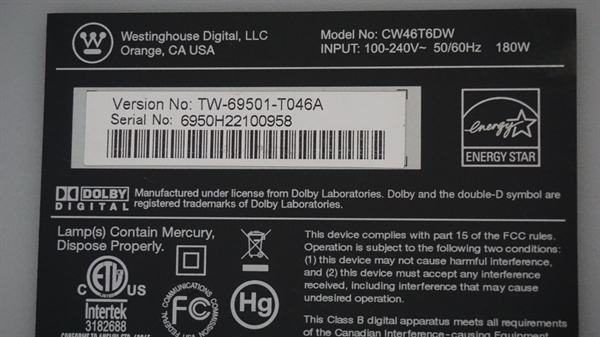 Westinghouse Digital, LLC
Orange, CA USA
Model No: CW46T6DW
INPUT: 100-240V~ 50/60Hz 180W
Version No: TW-69501-T046A
Serial No: 6950H22100958
energy
ENERGY STAR
DOLBY
DIGITAL
Manufactured under license from Dolby Laboratories. Dolby and the double-D symbol are
registered trademarks of Dolby Laboratories.
Lamp(s) Contain Mercury,
Dispose Properly.
C ETL US
Intertek
3182688
FEDERAL COMMUNICATIONS
FC
Hg
This device complies with part 15 of the FCC rules.
Operation is subject to the following two conditions:
(1) this device may not cause harmful interference,
and (2) this device must accept any interference
received, including interference that may cause
undesired operation.
This Class B digital apparatus meets all requirements
of the Canadian Interference-causing Equipment